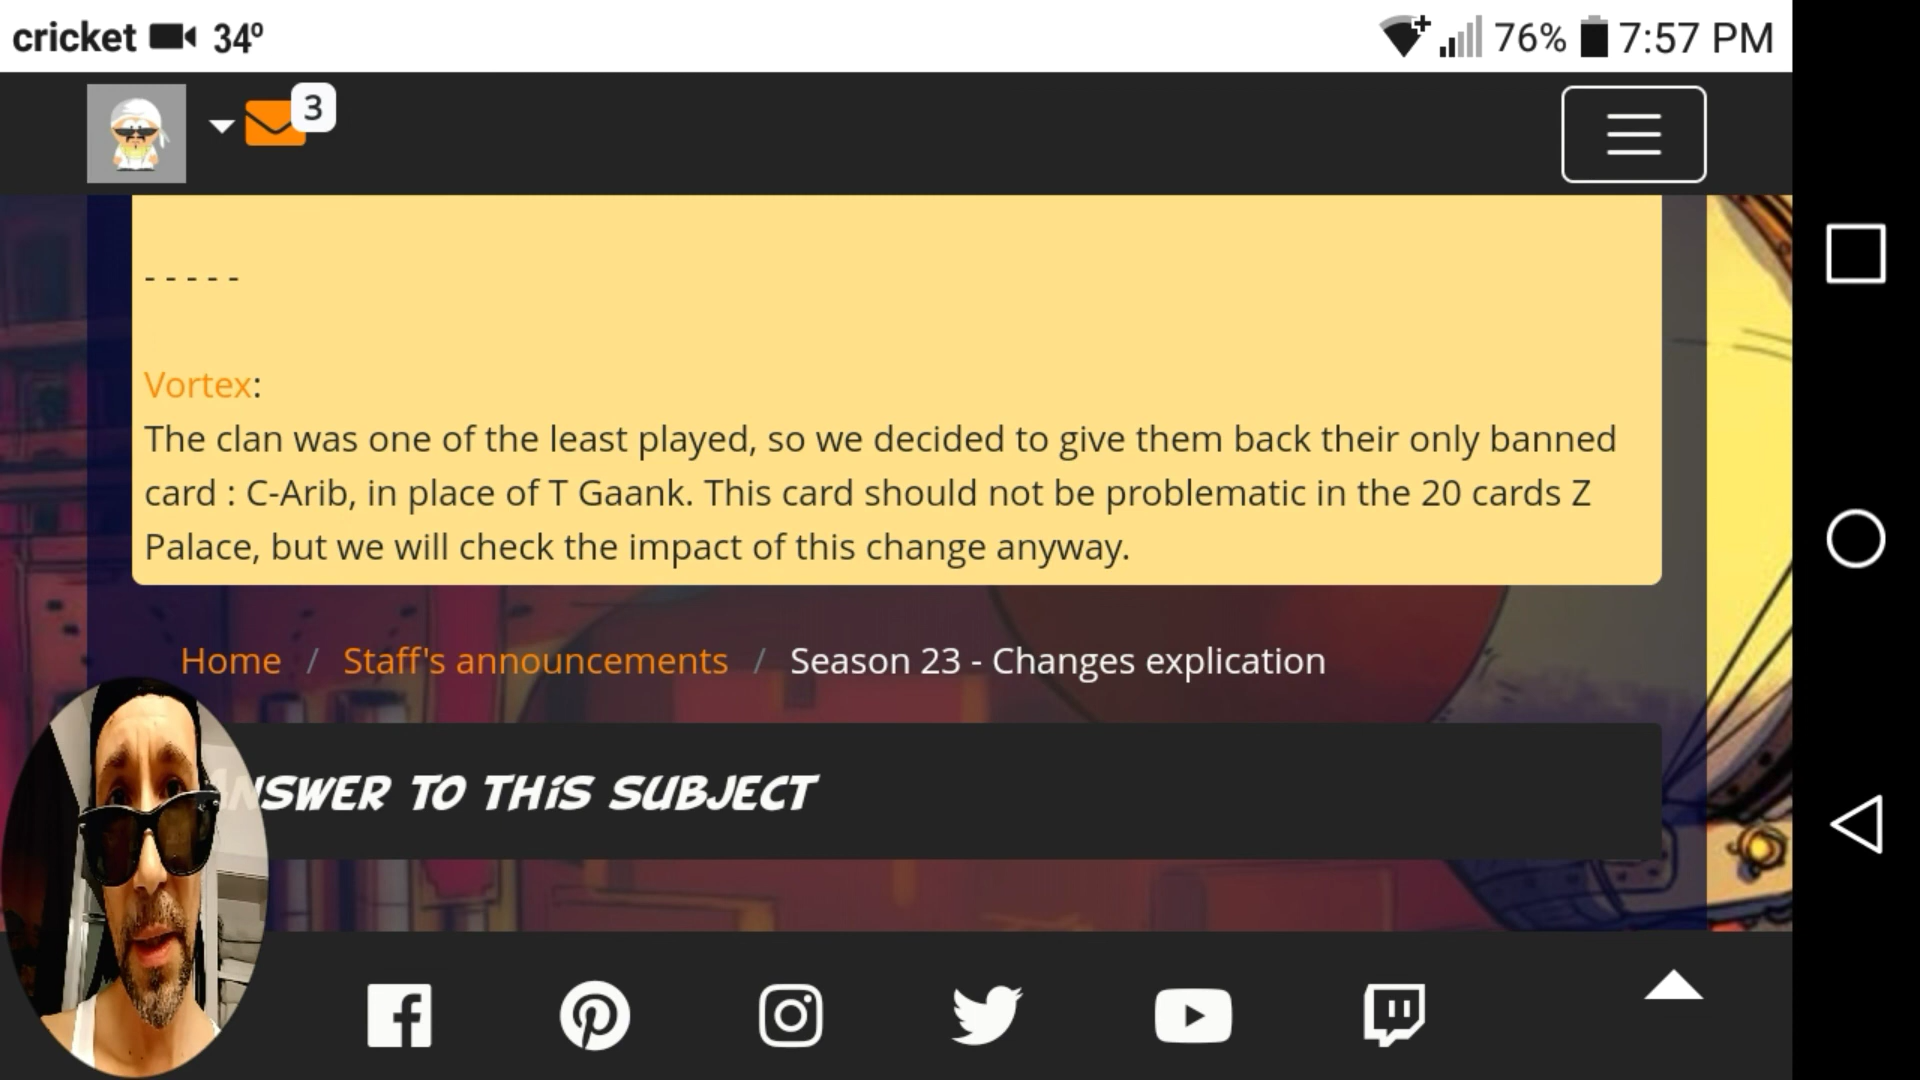 cricket 34° 76% 7:57 PM
3
- - - - -
Vortex:
The clan was one of the least played, so we decided to give them back their only banned
card : C-Arib, in place of T Gaank. This card should not be problematic in the 20 cards Z
Palace, but we will check the impact of this change anyway.
Home / Staff's announcements / Season 23 - Changes explication
ANSWER TO THIS SUBJECT